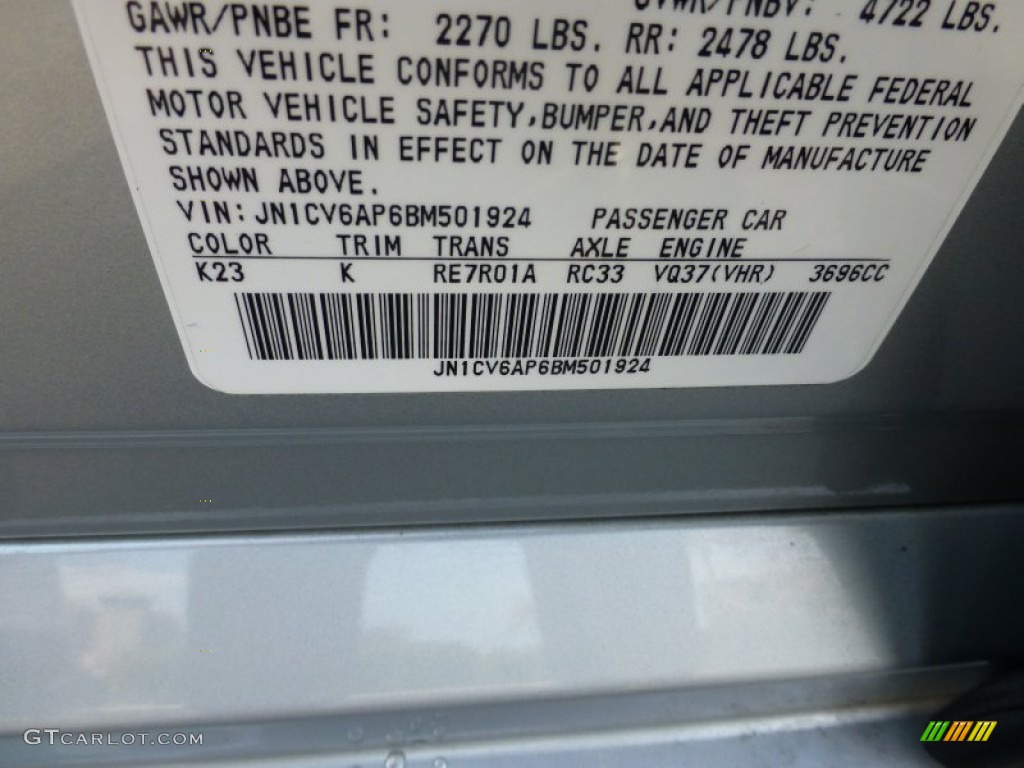 GVWR/PNBV: 4722 LBS.
GAWR/PNBE FR: 2270 LBS. RR: 2478 LBS.
THIS VEHICLE CONFORMS TO ALL APPLICABLE FEDERAL
MOTOR VEHICLE SAFETY,BUMPER,AND THEFT PREVENTION
STANDARDS IN EFFECT ON THE DATE OF MANUFACTURE
SHOWN ABOVE.
VIN:JN1CV6AP6BM501924 PASSENGER CAR
COLOR TRIM TRANS AXLE ENGINE
K23 K RE7R01A RC33 VQ37(VHR) 3696CC
JN1CV6AP6BM501924
GTCARLOT.COM